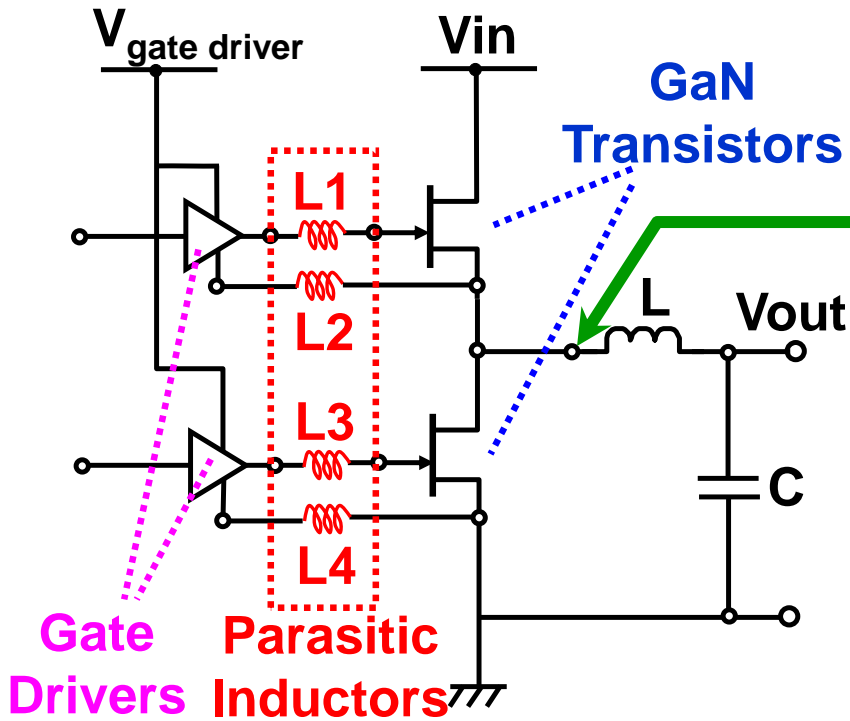 Vgate driver
Vin
GaN
Transistors
L1
L2
L
Vout
L3
L4
C
Gate
Drivers
Parasitic
Inductors